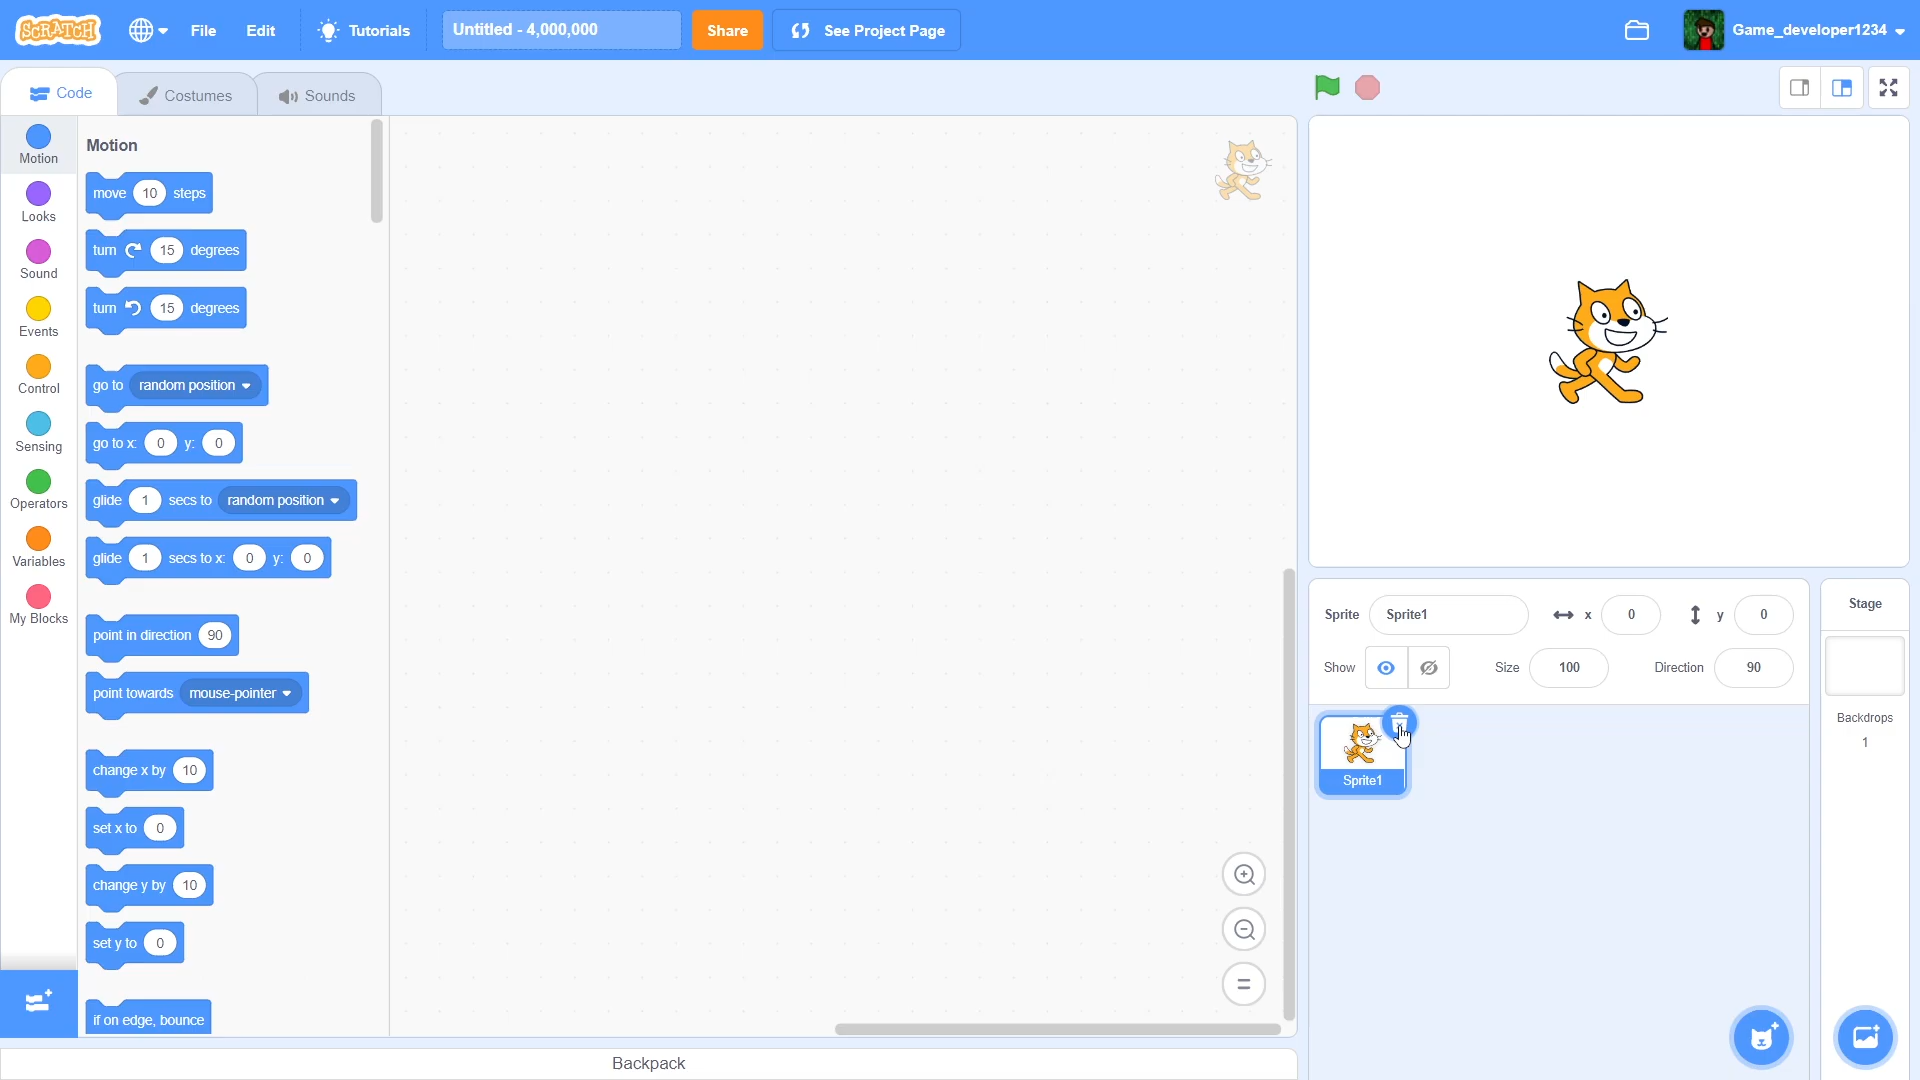 SCRATCH
File
Edit
Tutorials
Untitled - 4,000,000
Share
See Project Page
Game_developer1234
Code
Costumes
Sounds
Motion
Looks
Sound
Events
Control
Sensing
Operators
Variables
My Blocks
Motion
move 10 steps
turn 15 degrees
turn 15 degrees
go to random position
go to x: 0 y: 0
glide 1 secs to random position
glide 1 secs to x: 0 y: 0
point in direction 90
point towards mouse-pointer
change x by 10
set x to 0
change y by 10
set y to 0
if on edge, bounce
Backpack
Sprite Sprite1 x 0 y 0
Show Size 100 Direction 90
Sprite1
Stage
Backdrops
1